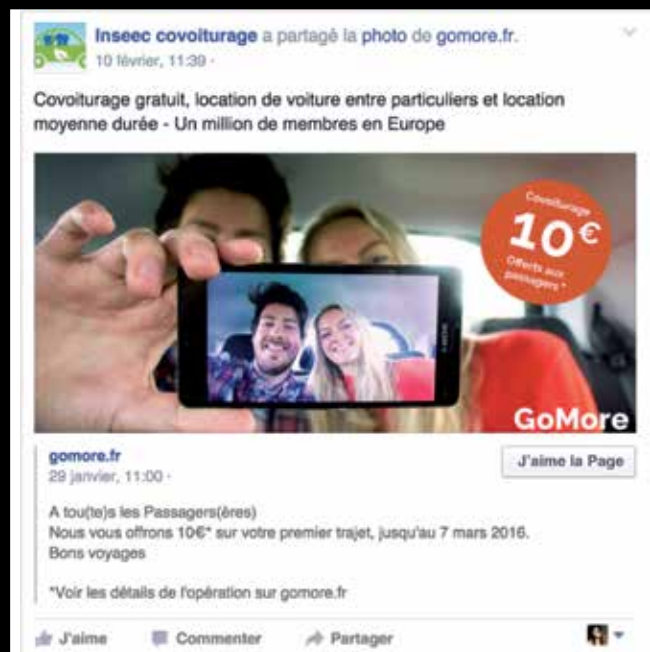 Inseec covoiturage a partagé la photo de gomore.fr.
10 février, 11:39 ·
Covoiturage gratuit, location de voiture entre particuliers et location
moyenne durée - Un million de membres en Europe
Covoiturage
10€
Offerts aux
passagers *
GoMore
gomore.fr
29 janvier, 11:00 ·
J'aime la Page
A tou(te)s les Passagers(ères)
Nous vous offrons 10€* sur votre premier trajet, jusqu'au 7 mars 2016.
Bons voyages
*Voir les détails de l'opération sur gomore.fr
J'aime Commenter Partager